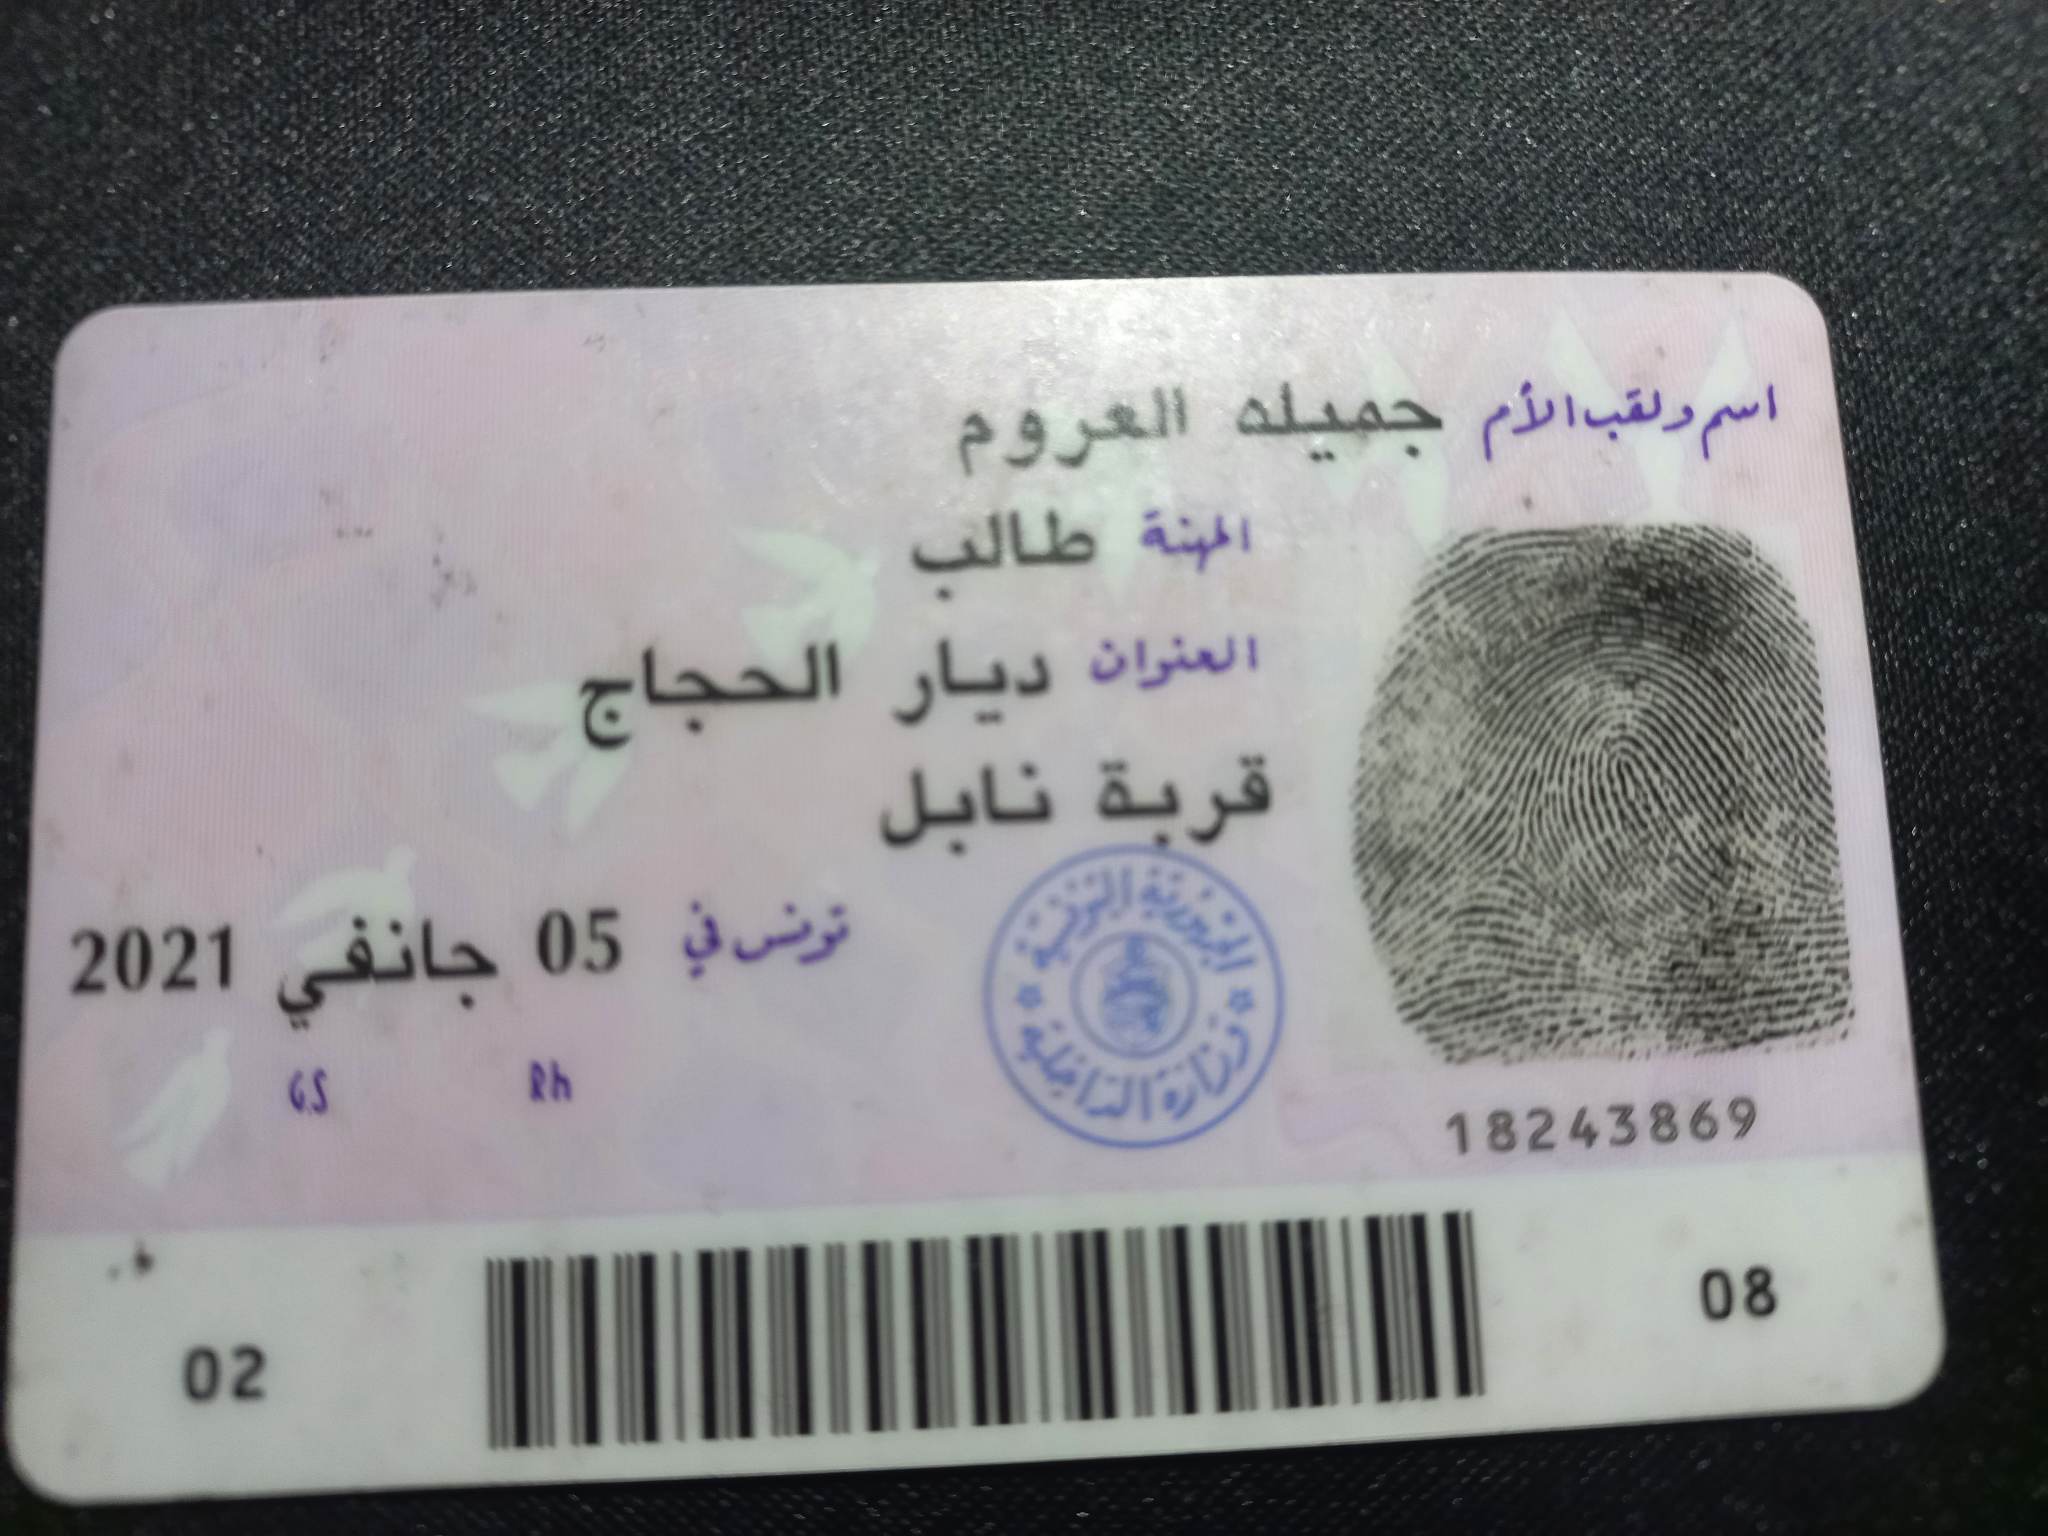 اسم ولقب الأم جميله العروم
المهنة طالب
العنوان ديار الحجاج
قربة نابل
تونس في 05 جانفي 2021
الجمهورية التونسية
وزارة الداخلية
G.S Rh
18243869
02 08